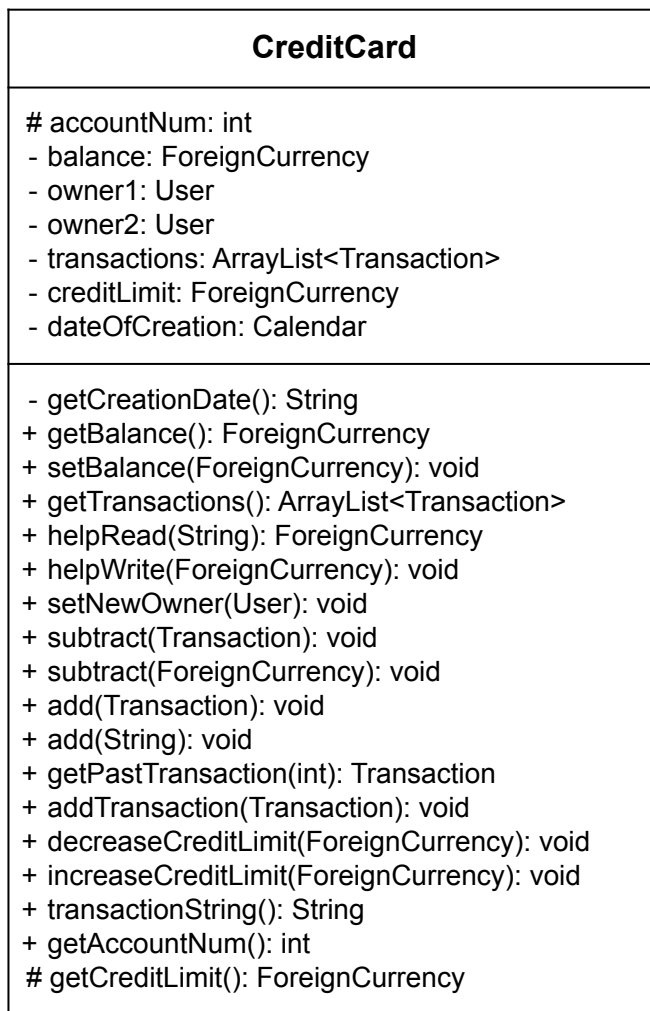 CreditCard
# accountNum: int
- balance: ForeignCurrency
- owner1: User
- owner2: User
- transactions: ArrayList<Transaction>
- creditLimit: ForeignCurrency
- dateOfCreation: Calendar
- getCreationDate(): String
+ getBalance(): ForeignCurrency
+ setBalance(ForeignCurrency): void
+ getTransactions(): ArrayList<Transaction>
+ helpRead(String): ForeignCurrency
+ helpWrite(ForeignCurrency): void
+ setNewOwner(User): void
+ subtract(Transaction): void
+ subtract(ForeignCurrency): void
+ add(Transaction): void
+ add(String): void
+ getPastTransaction(int): Transaction
+ addTransaction(Transaction): void
+ decreaseCreditLimit(ForeignCurrency): void
+ increaseCreditLimit(ForeignCurrency): void
+ transactionString(): String
+ getAccountNum(): int
# getCreditLimit(): ForeignCurrency